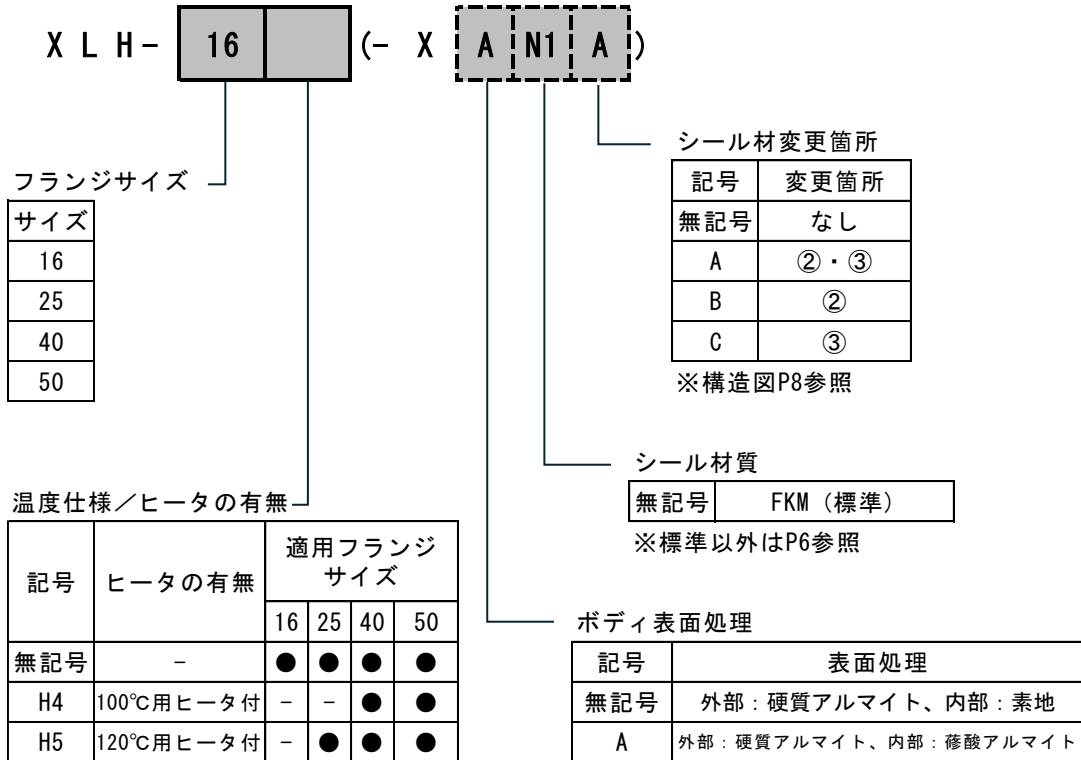 XLH-16 (-XAN1A)
フランジサイズ
サイズ
16
25
40
50
シール材変更箇所
記号 変更箇所
無記号 なし
A ②・③
B ②
C ③
※構造図P8参照
シール材質
無記号 FKM（標準）
※標準以外はP6参照
温度仕様／ヒータの有無
記号 ヒータの有無 適用フランジ
サイズ
16 25 40 50
無記号 － ● ● ● ●
H4 100℃用ヒータ付 － － ● ●
H5 120℃用ヒータ付 － ● ● ●
ボディ表面処理
記号 表面処理
無記号 外部：硬質アルマイト、内部：素地
A 外部：硬質アルマイト、内部：蓚酸アルマイト